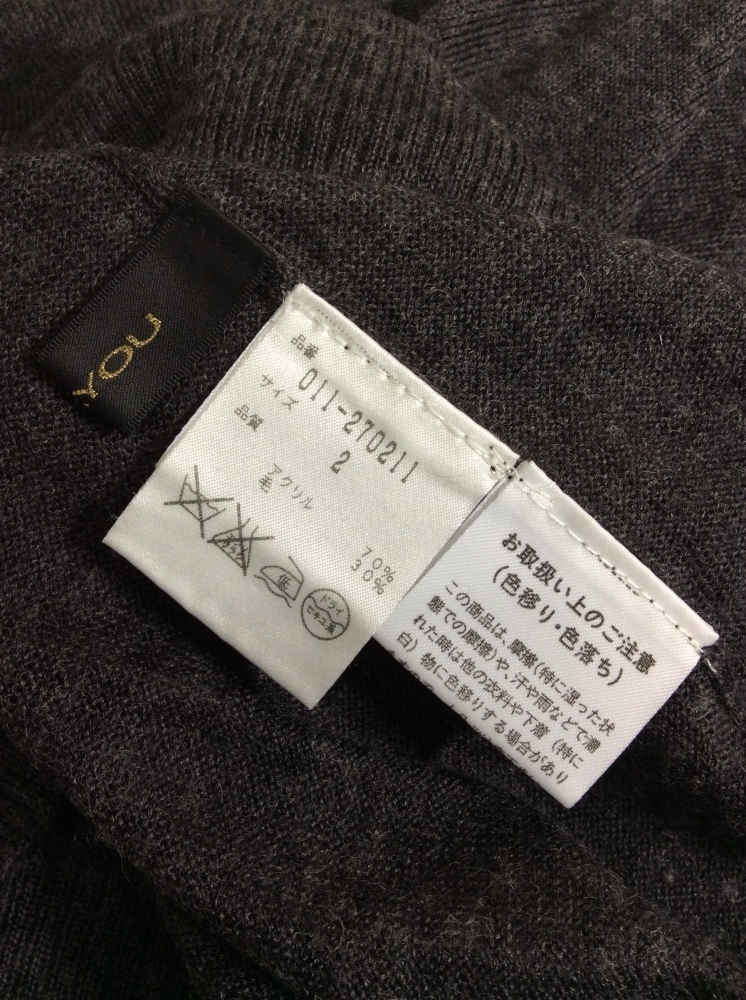 YOU
品番
011-270211
サイズ
2
品質
アクリル 70%
毛 30%
低
ドライ
セキユ系
お取扱い上のご注意
(色移り・色落ち)
この商品は、摩擦(特に湿った状
態での摩擦)や、汗や雨などで濡
れた時は他の衣料や下着(特に
白)物に色移りする場合があり